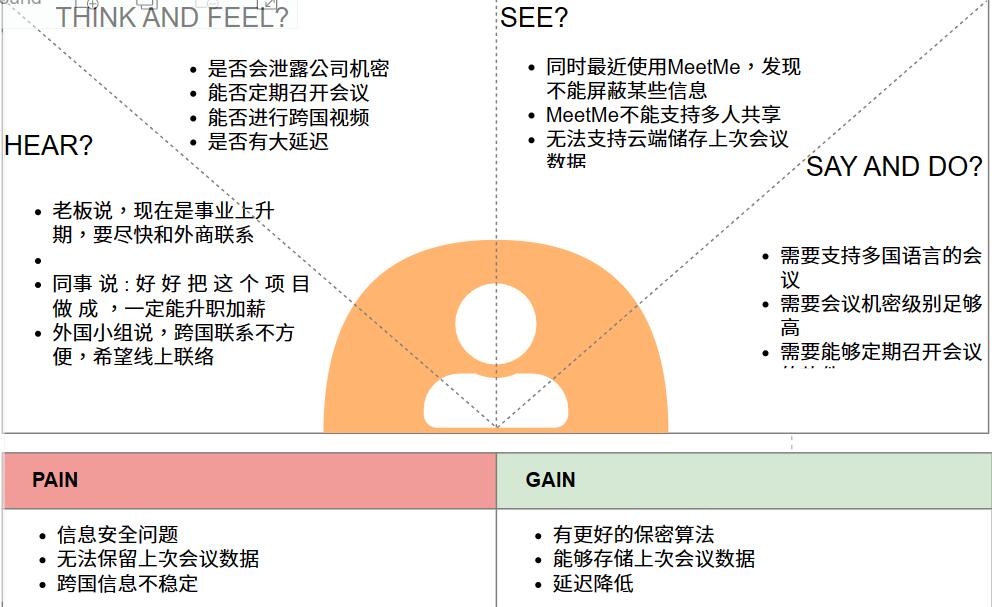 THINK AND FEEL?
是否会泄露公司机密
能否定期召开会议
能否进行跨国视频
是否有大延迟
SEE?
同时最近使用MeetMe，发现
不能屏蔽某些信息
MeetMe不能支持多人共享
无法支持云端储存上次会议
数据
HEAR?
老板说，现在是事业上升
期，要尽快和外商联系
同事 说 : 好 好 把 这 个 项 目
做 成 ，一定能升职加薪
外国小组说，跨国联系不方
便，希望线上联络
SAY AND DO?
需要支持多国语言的会
议
需要会议机密级别足够
高
需要能够定期召开会议
PAIN
信息安全问题
无法保留上次会议数据
跨国信息不稳定
GAIN
有更好的保密算法
能够存储上次会议数据
延迟降低